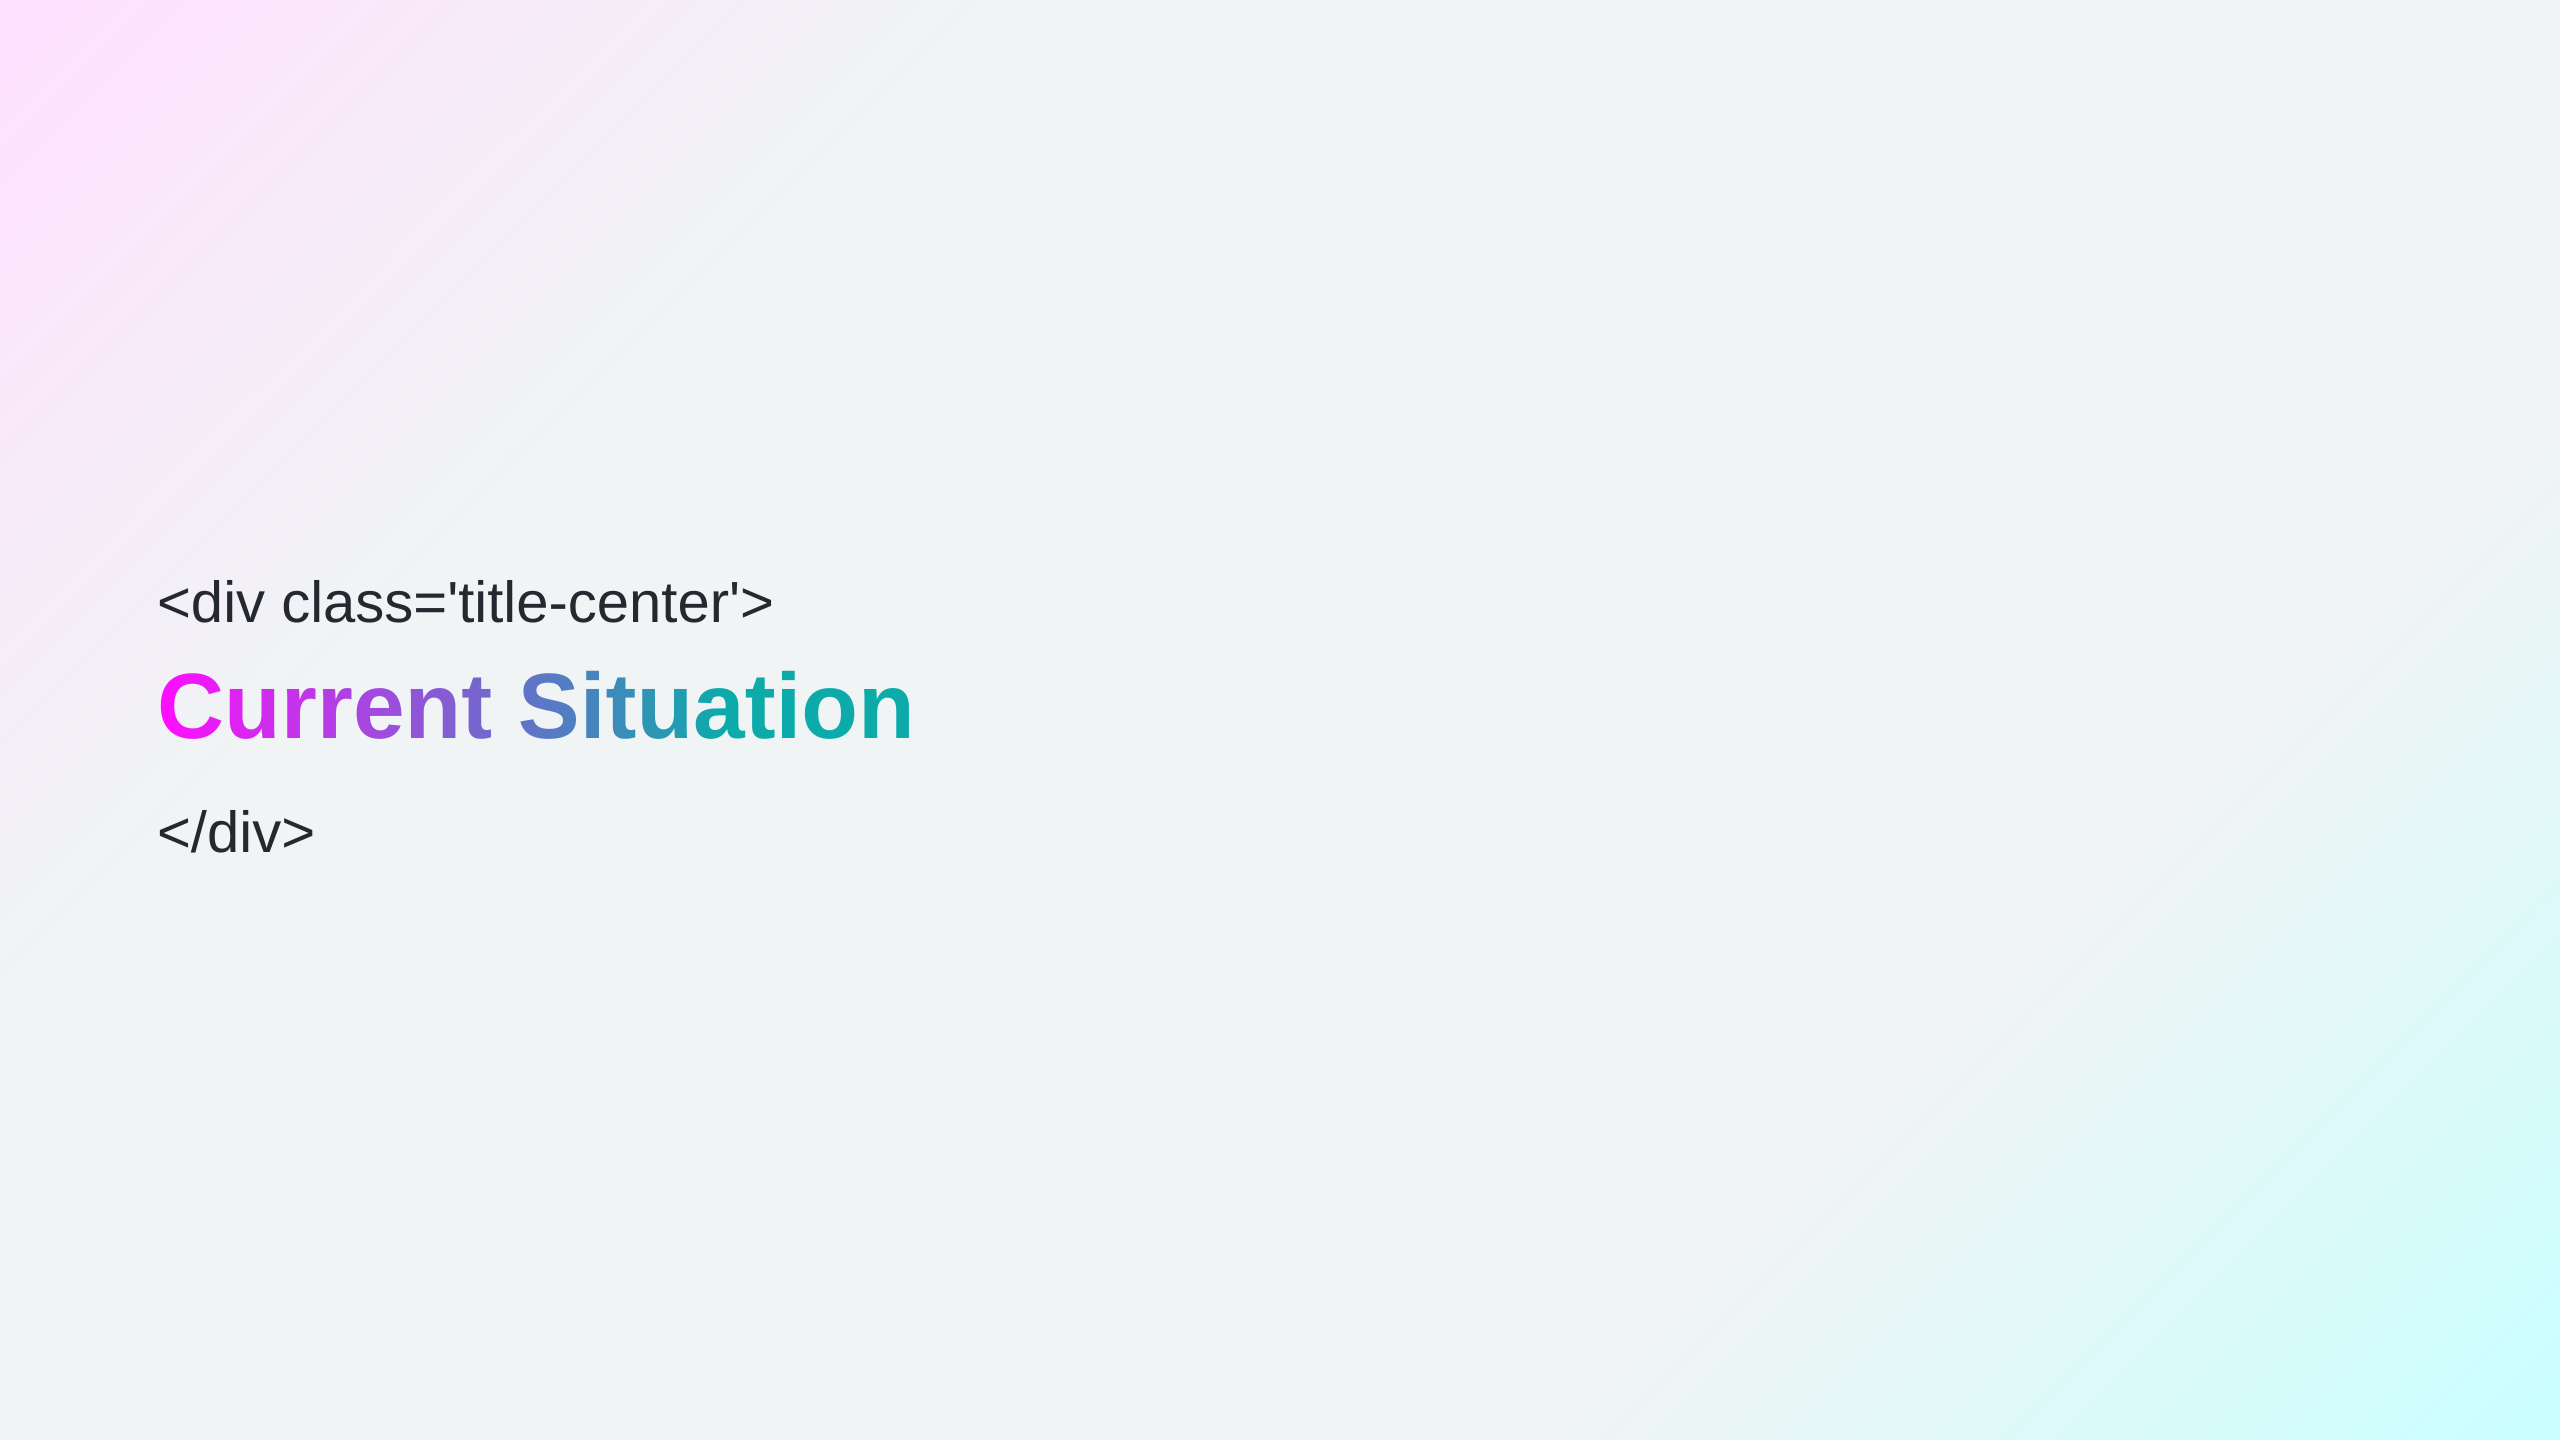 <div class='title-center'>
Current Situation
</div>